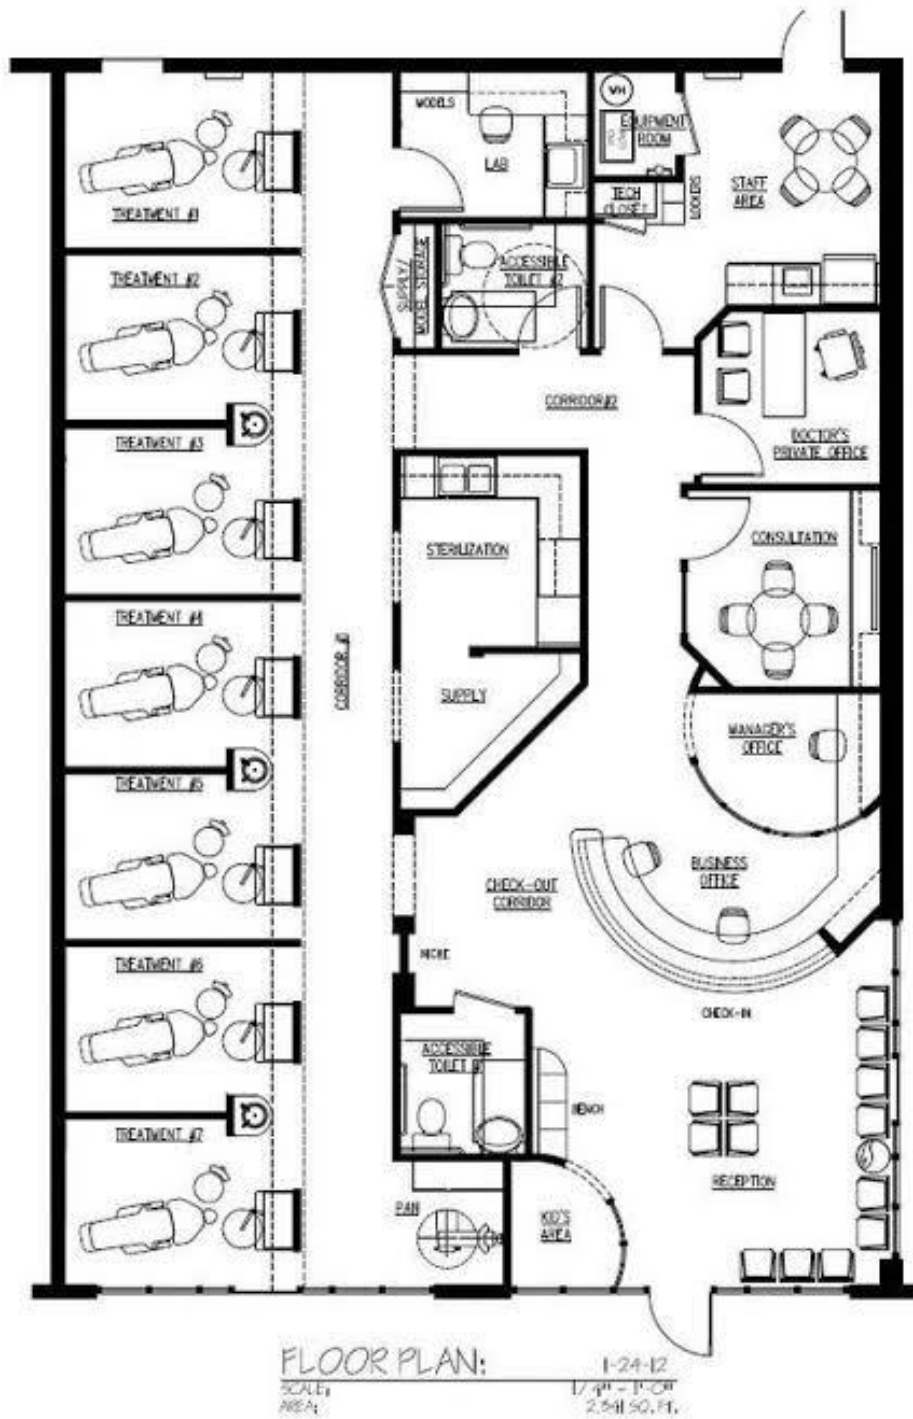 MODELS
LAB
WH
EQUIPMENT
ROOM
TECH
CLOSET
LOCKERS
STAFF
AREA
TREATMENT #1
TREATMENT #2
SUPPLY/
MODEL STORAGE
ACCESSIBLE
TOILET #2
CORRIDOR #2
DOCTOR'S
PRIVATE OFFICE
TREATMENT #3
STERILIZATION
CONSULTATION
TREATMENT #4
CORRIDOR #1
SUPPLY
MANAGER'S
OFFICE
TREATMENT #5
BUSINESS
OFFICE
CHECK-OUT
CORRIDOR
NICHE
TREATMENT #6
CHECK-IN
ACCESSIBLE
TOILET #1
BENCH
TREATMENT #7
RECEPTION
PAN
KID'S
AREA
FLOOR PLAN: 1-24-12
SCALE: 1/4" = 1'-0"
AREA: SQ. FT.